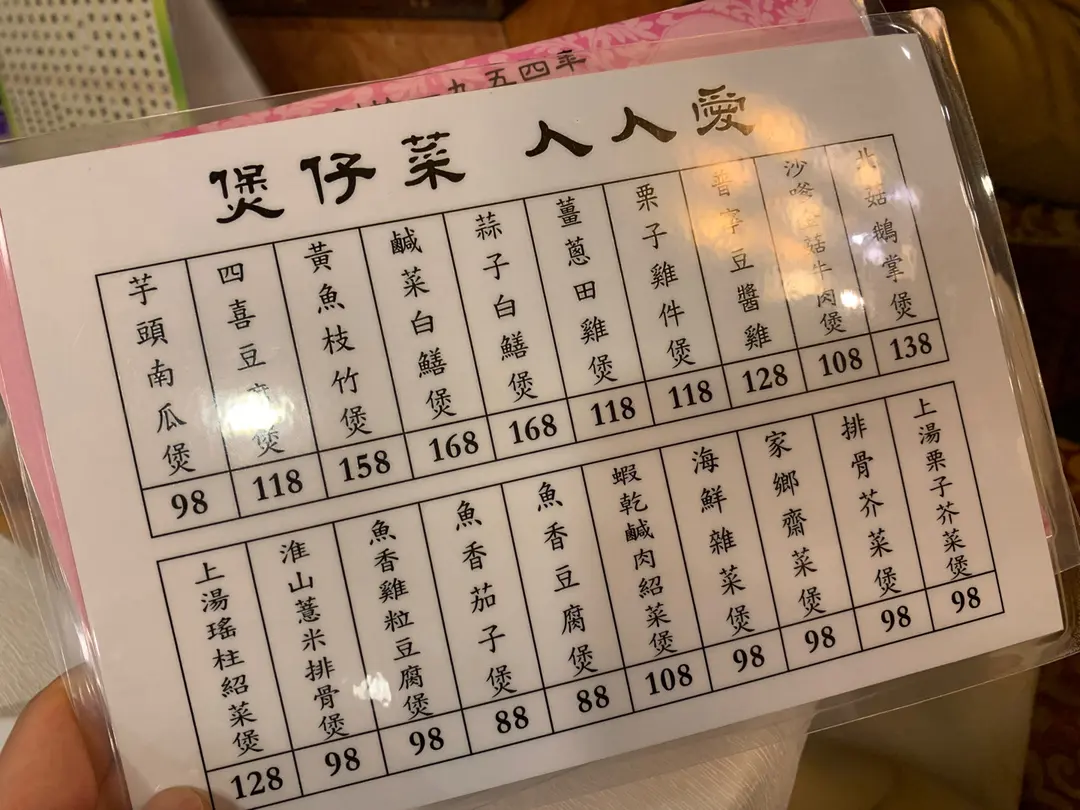 九五四年
煲仔菜 人人愛
北菇鵝掌煲
138
沙嗲金菇牛肉煲
108
普宁豆醬雞
128
栗子雞件煲
118
薑蔥田雞煲
118
蒜子白鱔煲
168
鹹菜白鱔煲
168
黃魚枝竹煲
158
四喜豆腐煲
118
芋頭南瓜煲
98
上湯栗子芥菜煲
98
排骨芥菜煲
98
家鄉齋菜煲
98
海鮮雜菜煲
98
蝦乾鹹肉紹菜煲
108
魚香豆腐煲
88
魚香茄子煲
88
魚香雞粒豆腐煲
98
淮山薏米排骨煲
98
上湯瑤柱紹菜煲
128